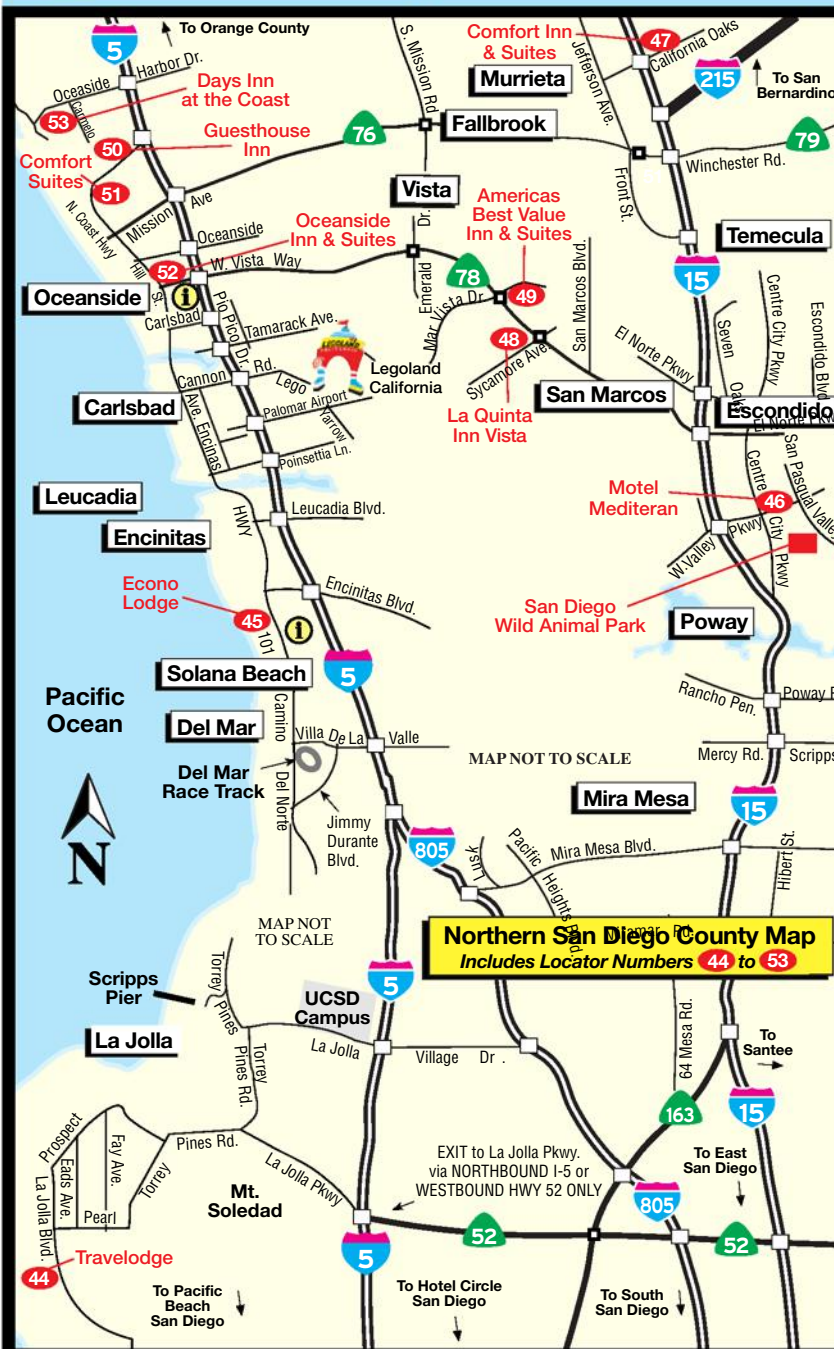 To Orange County
5
Harbor Dr.
Oceaside
Carmelo
Days Inn
at the Coast
53
50
Guesthouse
Inn
Comfort
Suites
51
N. Coast Hwy
Mission Ave
76
S. Mission Rd
Fallbrook
Comfort Inn
& Suites
47
California Oaks
Murrieta
Jefferson Ave.
215
To San
Bernardino
79
Winchester Rd.
Front St.
Temecula
15
Vista
Oceanside
Oceanside
Inn & Suites
52
W. Vista Way
Hill St.
Oceanside
i
Carlsbad
Pio Pico Dr.
Tamarack Ave.
Emerald Dr.
78
Mar Vista Dr
Americas
Best Value
Inn & Suites
49
48
Sycamore Ave.
San Marcos Blvd.
La Quinta
Inn Vista
LEGOLAND
Legoland
California
Cannon Rd.
Lego
Carlsbad
Ave. Encinas
Palomar Airport
Yarrow
Poinsettia Ln.
El Norte Pkwy
San Marcos
Seven Oaks
Centre City Pkwy
Escondido Blvd
Escondido
El Norte Pkwy
San Pasqual Valley
Centre City Pkwy
Motel
Mediteran
46
W.Valley Pkwy
San Diego
Wild Animal Park
Poway
Leucadia
HWY
Leucadia Blvd.
Encinitas
Encinitas Blvd.
Econo
Lodge
45
101
i
Solana Beach
5
Pacific
Ocean
Camino Del Norte
Del Mar
Villa De La Valle
Del Mar
Race Track
Jimmy
Durante
Blvd.
MAP NOT TO SCALE
Rancho Pen.
Poway R
Mercy Rd.
Scripps
Mira Mesa
15
N
805
Lusk
Pacific Heights Blvd.
Mira Mesa Blvd.
Hibert St.
MAP NOT
TO SCALE
Miramar Rd.
Northern San Diego County Map
Includes Locator Numbers 44 to 53
Scripps
Pier
Torrey Pines
UCSD
Campus
5
La Jolla
La Jolla Village Dr .
Torrey Pines Rd.
64 Mesa Rd.
To
Santee
163
15
Prospect
Fay Ave.
Eads Ave.
La Jolla Blvd.
Pearl
Torrey Pines Rd.
La Jolla Pkwy
Mt.
Soledad
EXIT to La Jolla Pkwy.
via NORTHBOUND I-5 or
WESTBOUND HWY 52 ONLY
To East
San Diego
805
5
52
52
Travelodge
44
To Pacific
Beach
San Diego
To Hotel Circle
San Diego
To South
San Diego